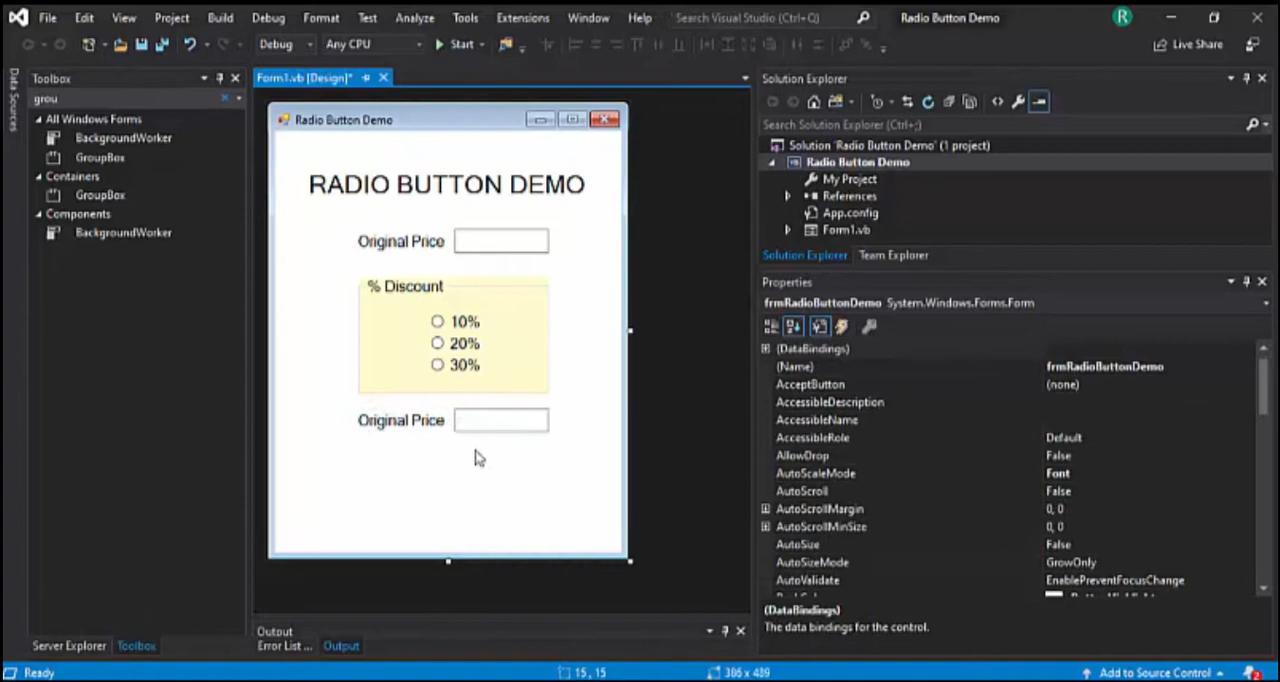 File Edit View Project Build Debug Format Test Analyze Tools Extensions Window Help Search Visual Studio (Ctrl+Q) Radio Button Demo R
Debug Any CPU Start Live Share
Data Sources
Toolbox
grou
All Windows Forms
BackgroundWorker
GroupBox
Containers
GroupBox
Components
BackgroundWorker
Server Explorer Toolbox
Form1.vb [Design]*
Radio Button Demo
RADIO BUTTON DEMO
Original Price
% Discount
10%
20%
30%
Original Price
Output
Error List ... Output
Solution Explorer
Search Solution Explorer (Ctrl+;)
Solution 'Radio Button Demo' (1 project)
Radio Button Demo
My Project
References
App.config
Form1.vb
Solution Explorer Team Explorer
Properties
frmRadioButtonDemo System.Windows.Forms.Form
(DataBindings)
(Name) frmRadioButtonDemo
AcceptButton (none)
AccessibleDescription
AccessibleName
AccessibleRole Default
AllowDrop False
AutoScaleMode Font
AutoScroll False
AutoScrollMargin 0, 0
AutoScrollMinSize 0, 0
AutoSize False
AutoSizeMode GrowOnly
AutoValidate EnablePreventFocusChange
(DataBindings)
The data bindings for the control.
Ready 15, 15 386 x 489 Add to Source Control 2